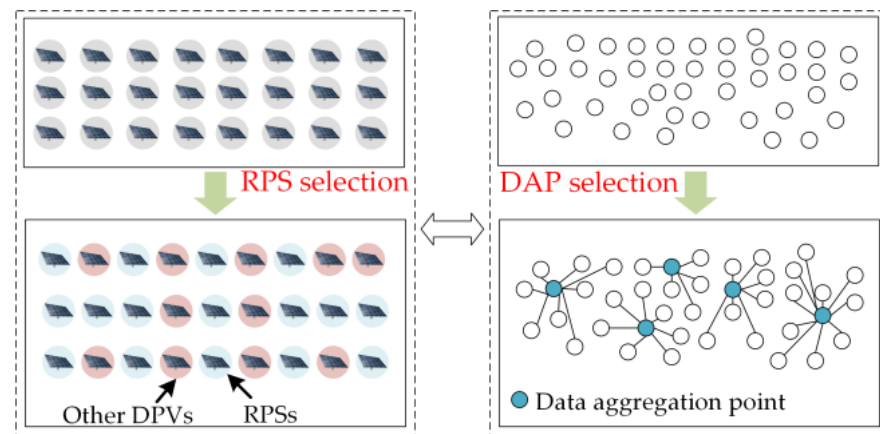 RPS selection
DAP selection
Other DPVs
RPSs
Data aggregation point